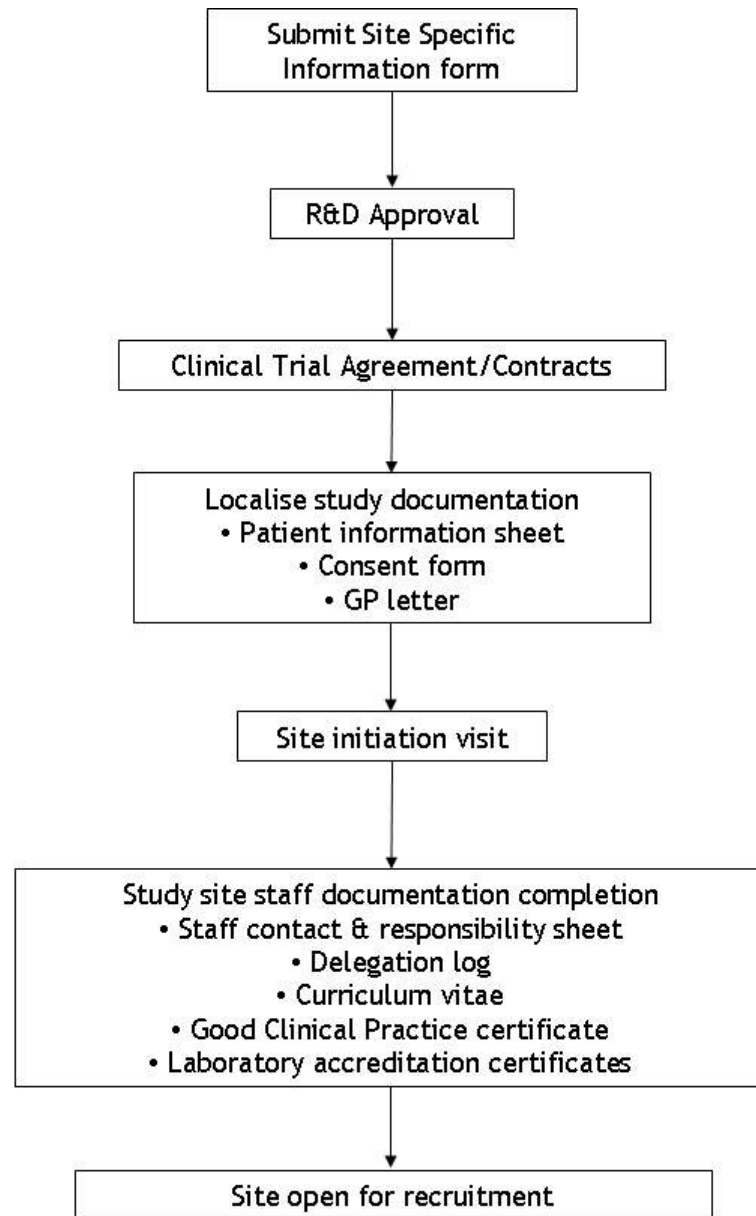 Submit Site Specific
Information form
R&D Approval
Clinical Trial Agreement/Contracts
Localise study documentation
• Patient information sheet
• Consent form
• GP letter
Site initiation visit
Study site staff documentation completion
• Staff contact & responsibility sheet
• Delegation log
• Curriculum vitae
• Good Clinical Practice certificate
• Laboratory accreditation certificates
Site open for recruitment